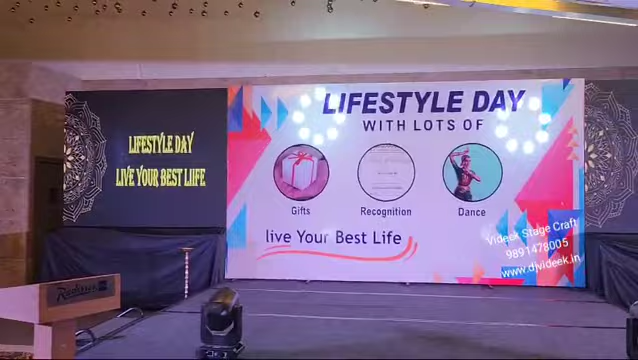 LIFESTYLE DAY
LIVE YOUR BEST LIIFE
LIFESTYLE DAY
WITH LOTS OF
Gifts
Recognition
Dance
live Your Best Life
Videek Stage Craft
9891478005
www.djvideek.in
Radisson